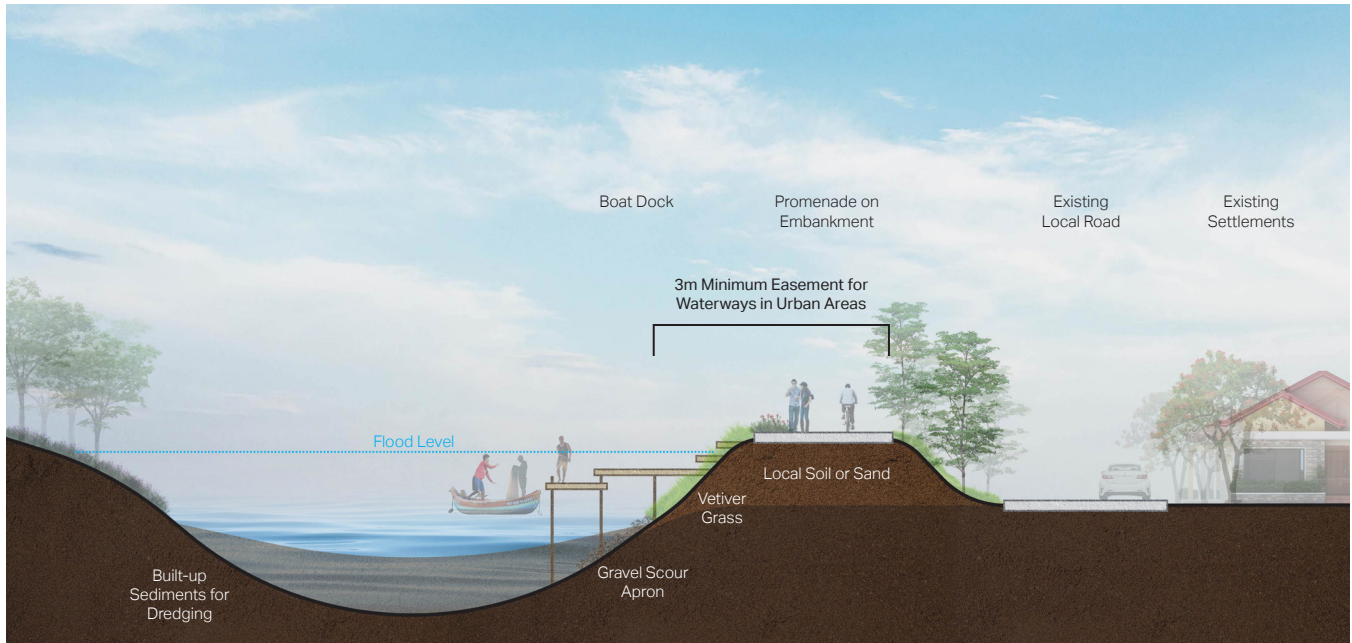 Boat Dock
Promenade on
Embankment
Existing
Local Road
Existing
Settlements
3m Minimum Easement for
Waterways in Urban Areas
Flood Level
Local Soil or Sand
Vetiver
Grass
Gravel Scour
Apron
Built-up
Sediments for
Dredging